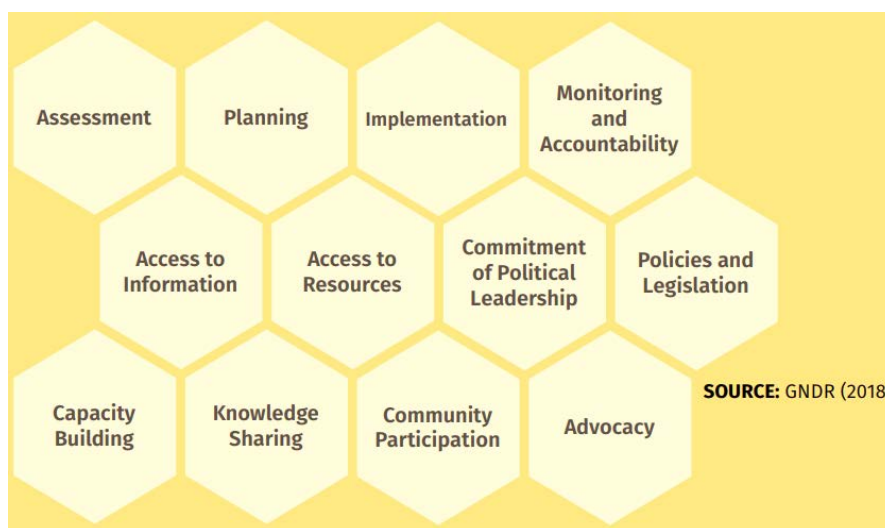 Assessment
Planning
Implementation
Monitoring
and
Accountability
Access to
Information
Access to
Resources
Commitment
of Political
Leadership
Policies and
Legislation
Capacity
Building
Knowledge
Sharing
Community
Participation
Advocacy
SOURCE: GNDR (2018